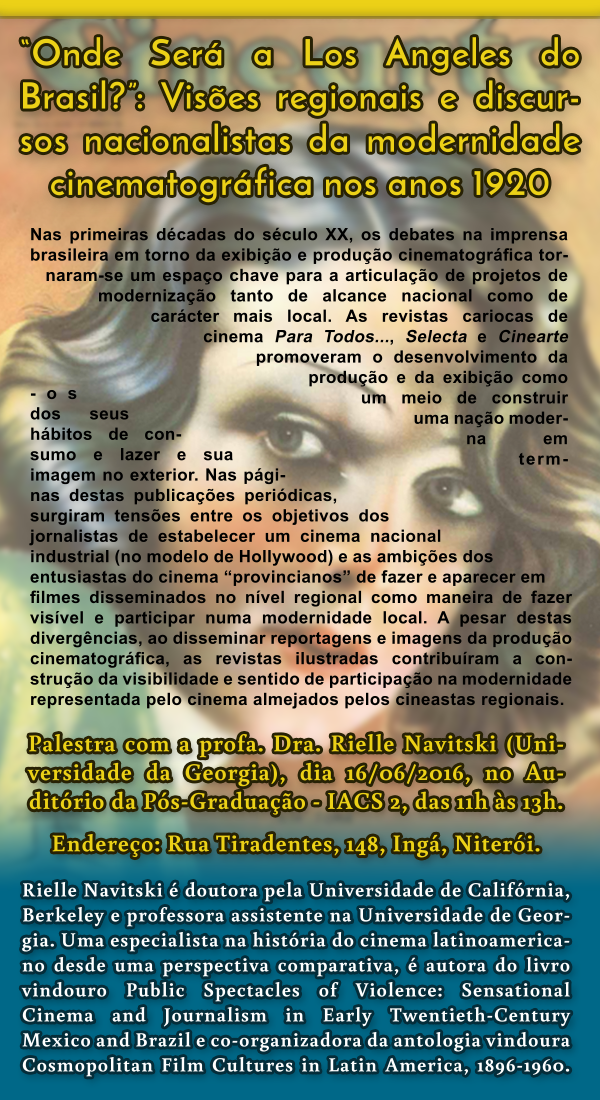 “Onde Será a Los Angeles do
Brasil?”: Visões regionais e discur-
sos nacionalistas da modernidade
cinematográfica nos anos 1920
Nas primeiras décadas do século XX, os debates na imprensa
brasileira em torno da exibição e produção cinematográfica tor-
naram-se um espaço chave para a articulação de projetos de
modernização tanto de alcance nacional como de
carácter mais local. As revistas cariocas de
cinema Para Todos..., Selecta e Cinearte
promoveram o desenvolvimento da
produção e da exibição como
um meio de construir
uma nação moder-
na em
term-
- o s
dos seus
hábitos de con-
sumo e lazer e sua
imagem no exterior. Nas pági-
nas destas publicações periódicas,
surgiram tensões entre os objetivos dos
jornalistas de estabelecer um cinema nacional
industrial (no modelo de Hollywood) e as ambições dos
entusiastas do cinema “provincianos” de fazer e aparecer em
filmes disseminados no nível regional como maneira de fazer
visível e participar numa modernidade local. A pesar destas
divergências, ao disseminar reportagens e imagens da produção
cinematográfica, as revistas ilustradas contribuíram a con-
strução da visibilidade e sentido de participação na modernidade
representada pelo cinema almejados pelos cineastas regionais.
Palestra com a profa. Dra. Rielle Navitski (Uni-
versidade da Georgia), dia 16/06/2016, no Au-
ditório da Pós-Graduação - IACS 2, das 11h às 13h.
Endereço: Rua Tiradentes, 148, Ingá, Niterói.
Rielle Navitski é doutora pela Universidade de Califórnia,
Berkeley e professora assistente na Universidade de Geor-
gia. Uma especialista na história do cinema latinoamerica-
no desde uma perspectiva comparativa, é autora do livro
vindouro Public Spectacles of Violence: Sensational
Cinema and Journalism in Early Twentieth-Century
Mexico and Brazil e co-organizadora da antologia vindoura
Cosmopolitan Film Cultures in Latin America, 1896-1960.